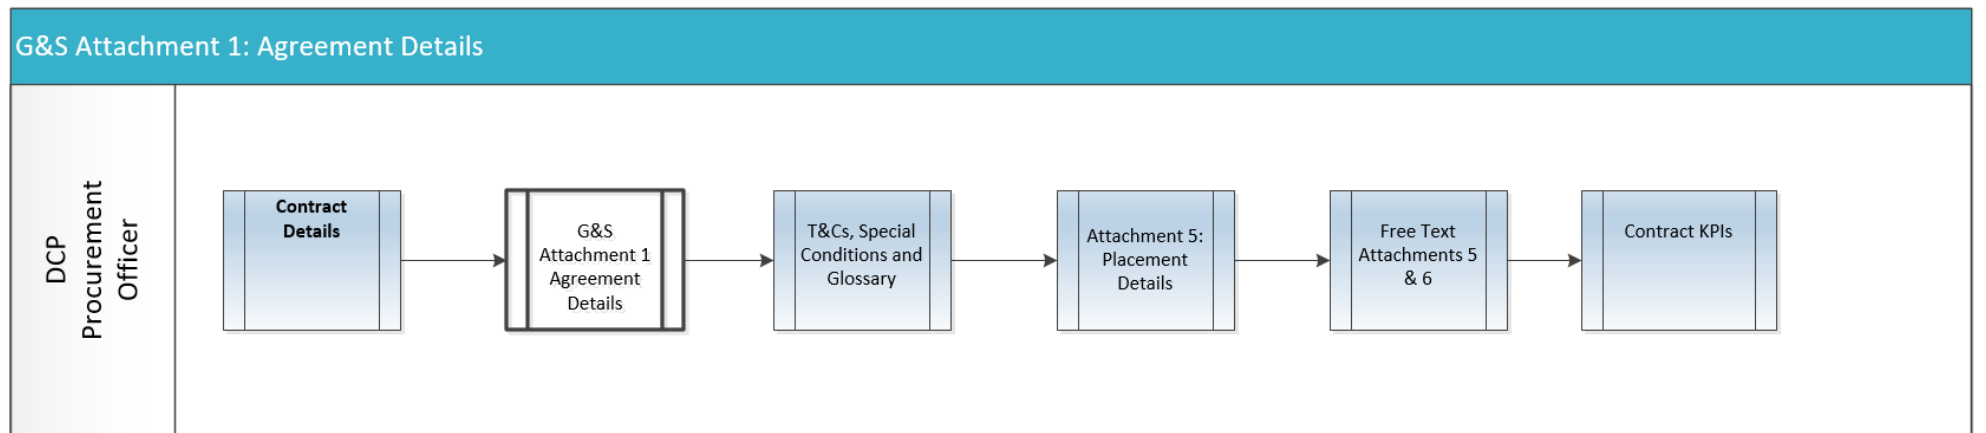 G&S Attachment 1: Agreement Details
DCP
Procurement
Officer
Contract
Details
G&S
Attachment 1
Agreement
Details
T&Cs, Special
Conditions and
Glossary
Attachment 5:
Placement
Details
Free Text
Attachments 5
& 6
Contract KPIs